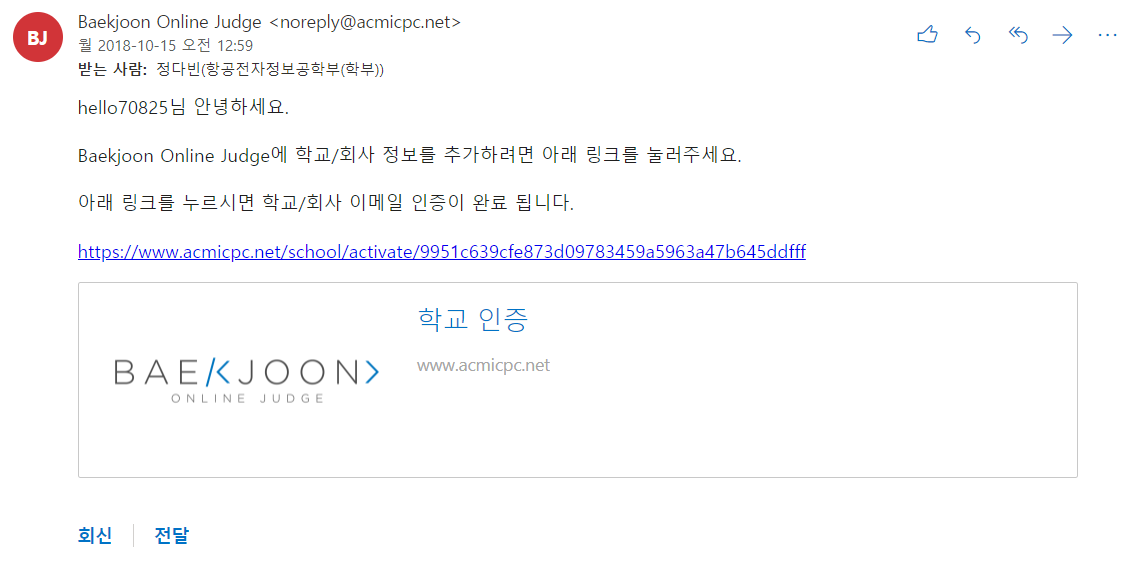 BJ
Baekjoon Online Judge <noreply@acmicpc.net>
월 2018-10-15 오전 12:59
받는 사람: 정다빈(항공전자정보공학부(학부))
hello70825님 안녕하세요.
Baekjoon Online Judge에 학교/회사 정보를 추가하려면 아래 링크를 눌러주세요.
아래 링크를 누르시면 학교/회사 이메일 인증이 완료 됩니다.
https://www.acmicpc.net/school/activate/9951c639cfe873d09783459a5963a47b645ddfff
학교 인증
www.acmicpc.net
BAEKJOON>
ONLINE JUDGE
회신 전달